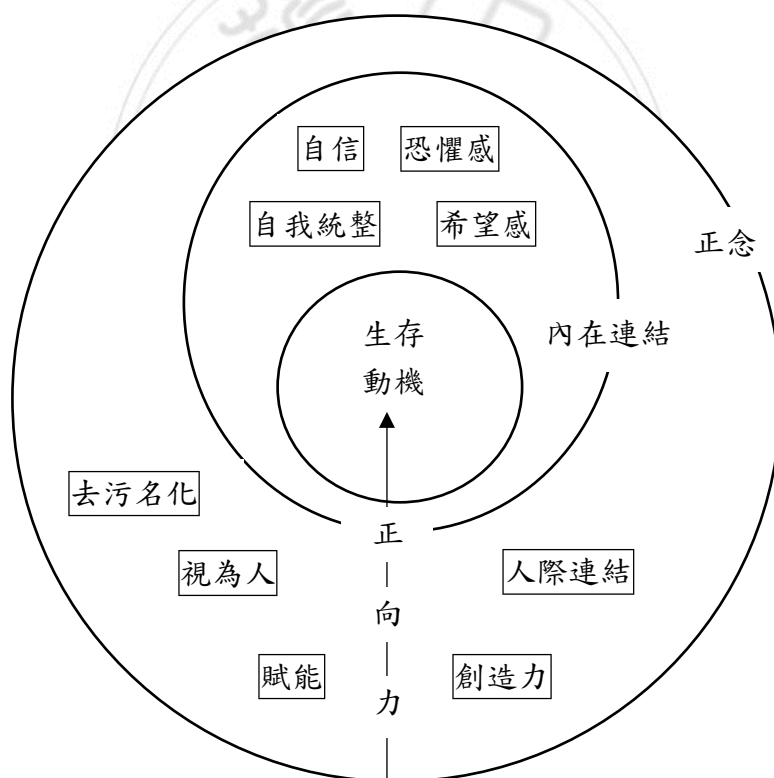 自信
恐懼感
自我統整
希望感
正念
生存
動機
內在連結
去污名化
正
向
力
視為人
人際連結
賦能
創造力